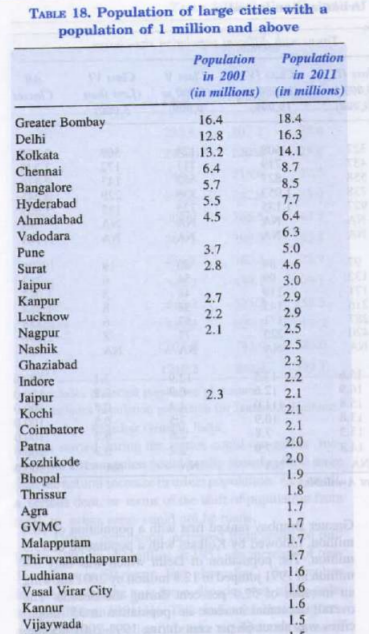 TABLE 18. Population of large cities with a
population of 1 million and above
Population in 2001 (in millions) Population in 2011 (in millions)
Greater Bombay 16.4 18.4
Delhi 12.8 16.3
Kolkata 13.2 14.1
Chennai 6.4 8.7
Bangalore 5.7 8.5
Hyderabad 5.5 7.7
Ahmadabad 4.5 6.4
Vadodara 6.3
Pune 3.7 5.0
Surat 2.8 4.6
Jaipur 3.0
Kanpur 2.7 2.9
Lucknow 2.2 2.9
Nagpur 2.1 2.5
Nashik 2.5
Ghaziabad 2.3
Indore 2.2
Jaipur 2.3 2.1
Kochi 2.1
Coimbatore 2.1
Patna 2.0
Kozhikode 2.0
Bhopal 1.9
Thrissur 1.8
Agra 1.7
GVMC 1.7
Malapputam 1.7
Thiruvananthapuram 1.7
Ludhiana 1.6
Vasal Virar City 1.6
Kannur 1.6
Vijaywada 1.5